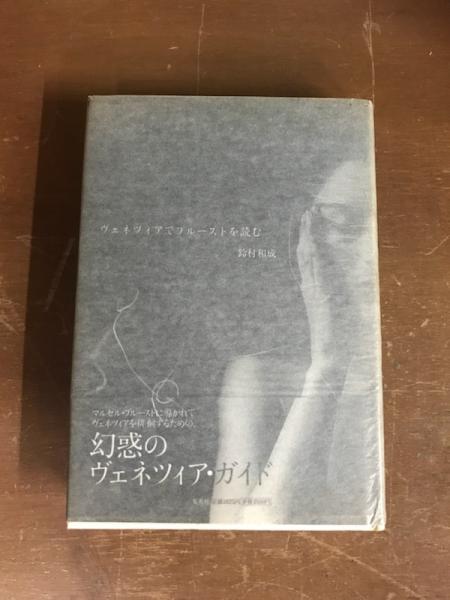 ヴェネツィアでプルーストを読む
鈴村和成
マルセル・プルーストに導かれて
ヴェネツィアを徘徊するための、
幻惑の
ヴェネツィア・ガイド
集英社